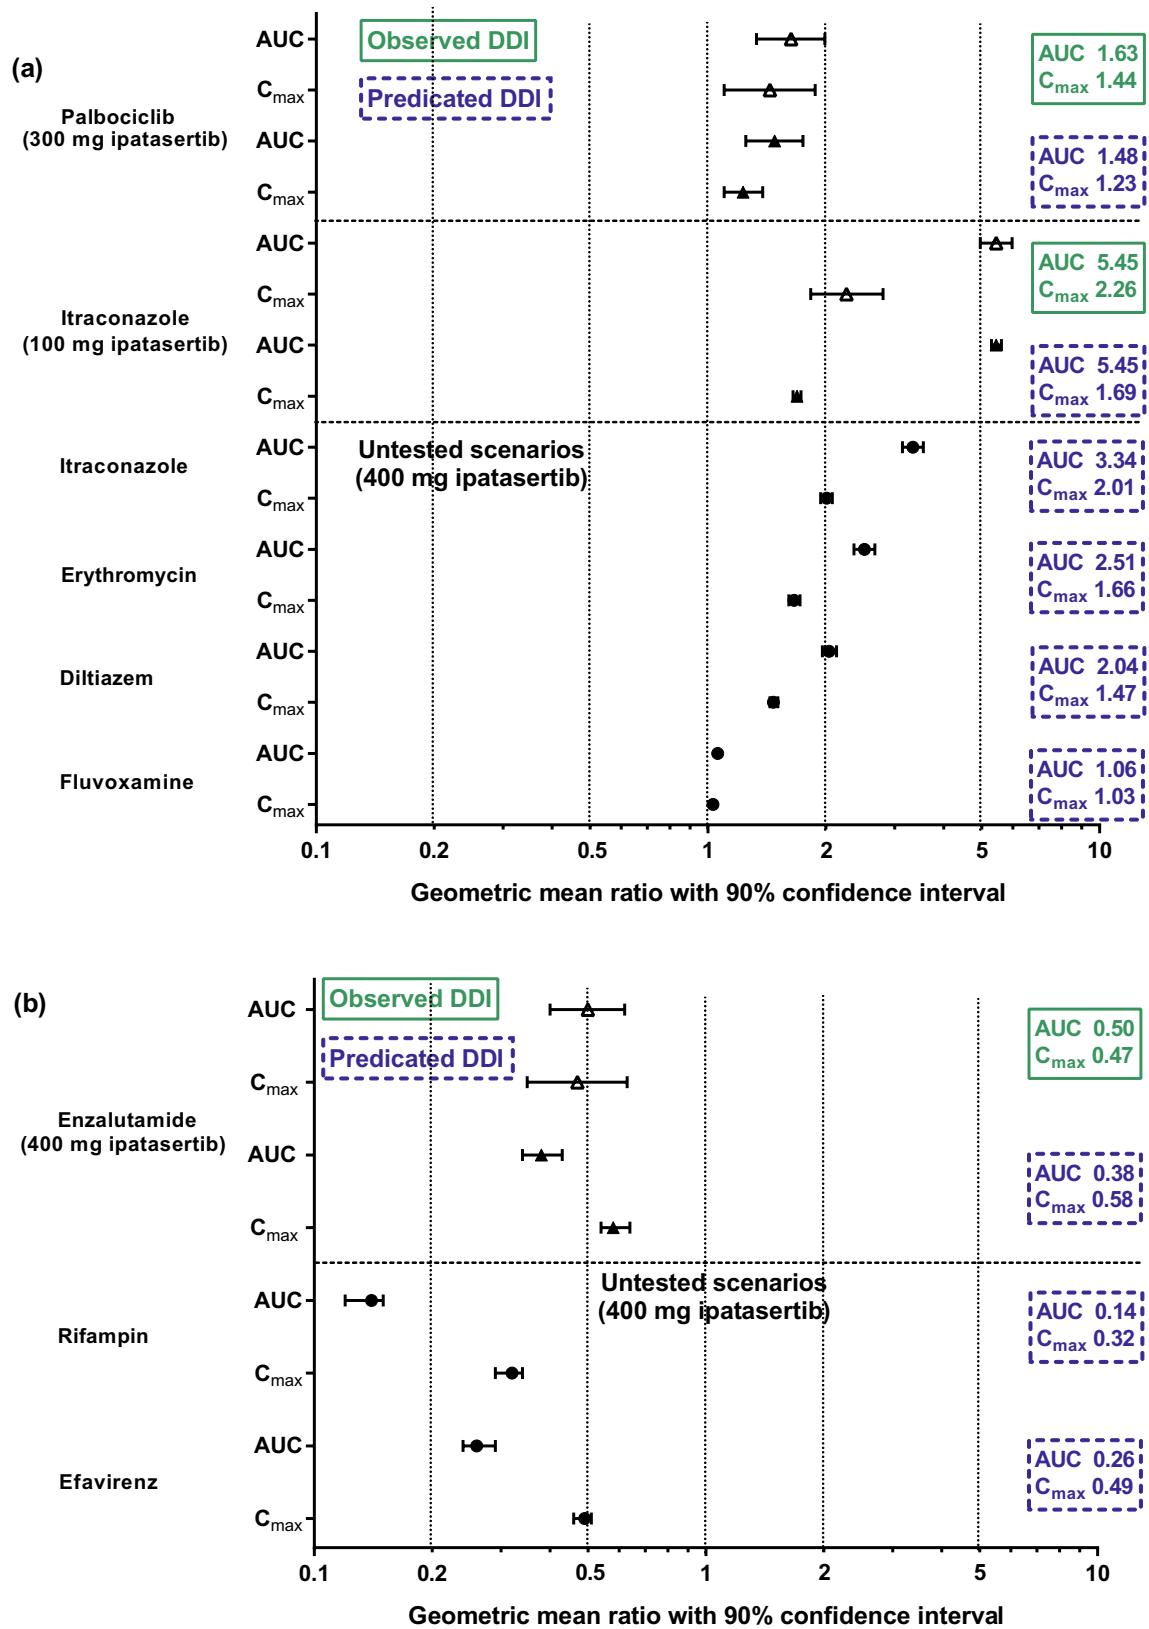 (a)
Observed DDI
Predicated DDI
Palbociclib
(300 mg ipatasertib)
AUC
Cmax
AUC
Cmax
AUC 1.63
Cmax 1.44
AUC 1.48
Cmax 1.23
Itraconazole
(100 mg ipatasertib)
AUC
Cmax
AUC
Cmax
AUC 5.45
Cmax 2.26
AUC 5.45
Cmax 1.69
Untested scenarios
(400 mg ipatasertib)
Itraconazole
AUC
Cmax
AUC 3.34
Cmax 2.01
Erythromycin
AUC
Cmax
AUC 2.51
Cmax 1.66
Diltiazem
AUC
Cmax
AUC 2.04
Cmax 1.47
Fluvoxamine
AUC
Cmax
AUC 1.06
Cmax 1.03
0.1 0.2 0.5 1 2 5 10
Geometric mean ratio with 90% confidence interval
(b)
Observed DDI
Predicated DDI
Enzalutamide
(400 mg ipatasertib)
AUC
Cmax
AUC
Cmax
AUC 0.50
Cmax 0.47
AUC 0.38
Cmax 0.58
Untested scenarios
(400 mg ipatasertib)
Rifampin
AUC
Cmax
AUC 0.14
Cmax 0.32
Efavirenz
AUC
Cmax
AUC 0.26
Cmax 0.49
0.1 0.2 0.5 1 2 5 10
Geometric mean ratio with 90% confidence interval